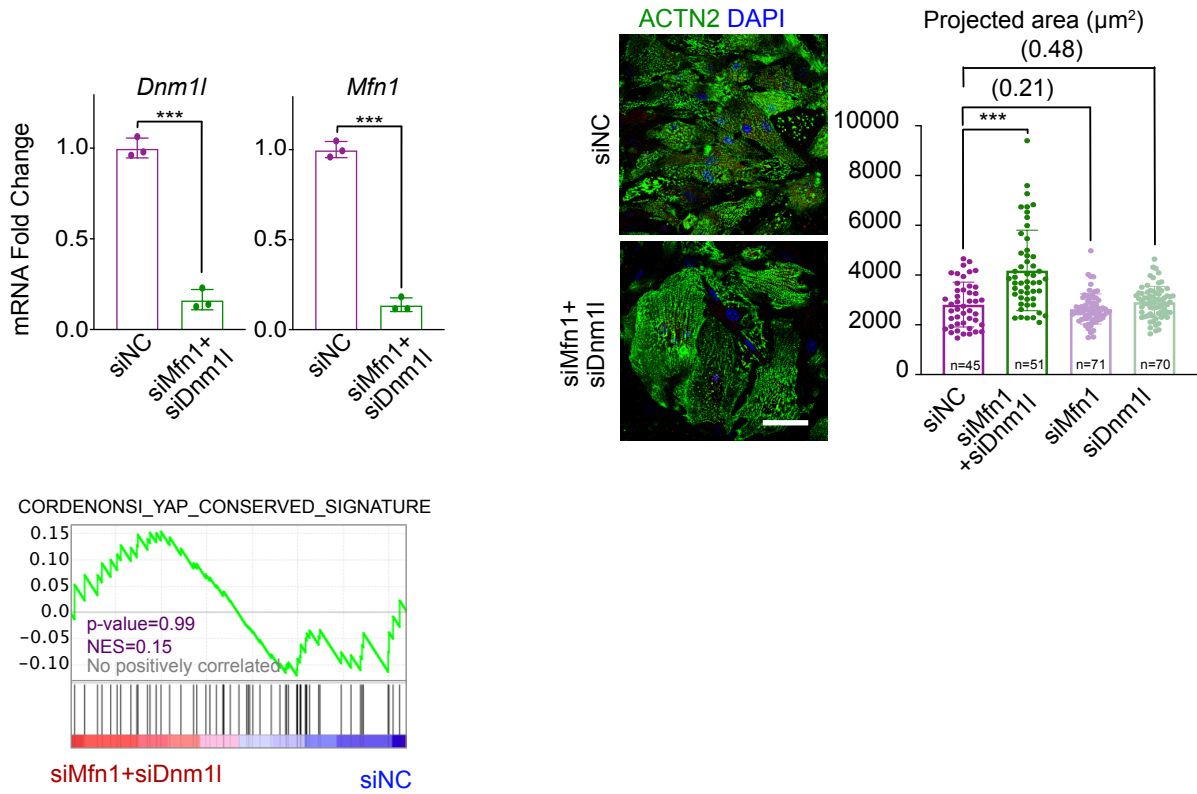 Dnm1l
Mfn1
mRNA Fold Change
***
***
1.0
0.5
0.0
1.0
0.5
0.0
siNC
siMfn1+
siDnm1l
siNC
siMfn1+
siDnm1l
ACTN2 DAPI
siNC
siMfn1+
siDnm1l
Projected area (µm²)
(0.48)
(0.21)
***
10000
8000
6000
4000
2000
0
n=45
n=51
n=71
n=70
siNC
siMfn1
+siDnm1l
siMfn1
siDnm1l
CORDENONSI_YAP_CONSERVED_SIGNATURE
0.15
0.10
0.05
0.0
−0.05
−0.10
p-value=0.99
NES=0.15
No positively correlated
siMfn1+siDnm1l
siNC